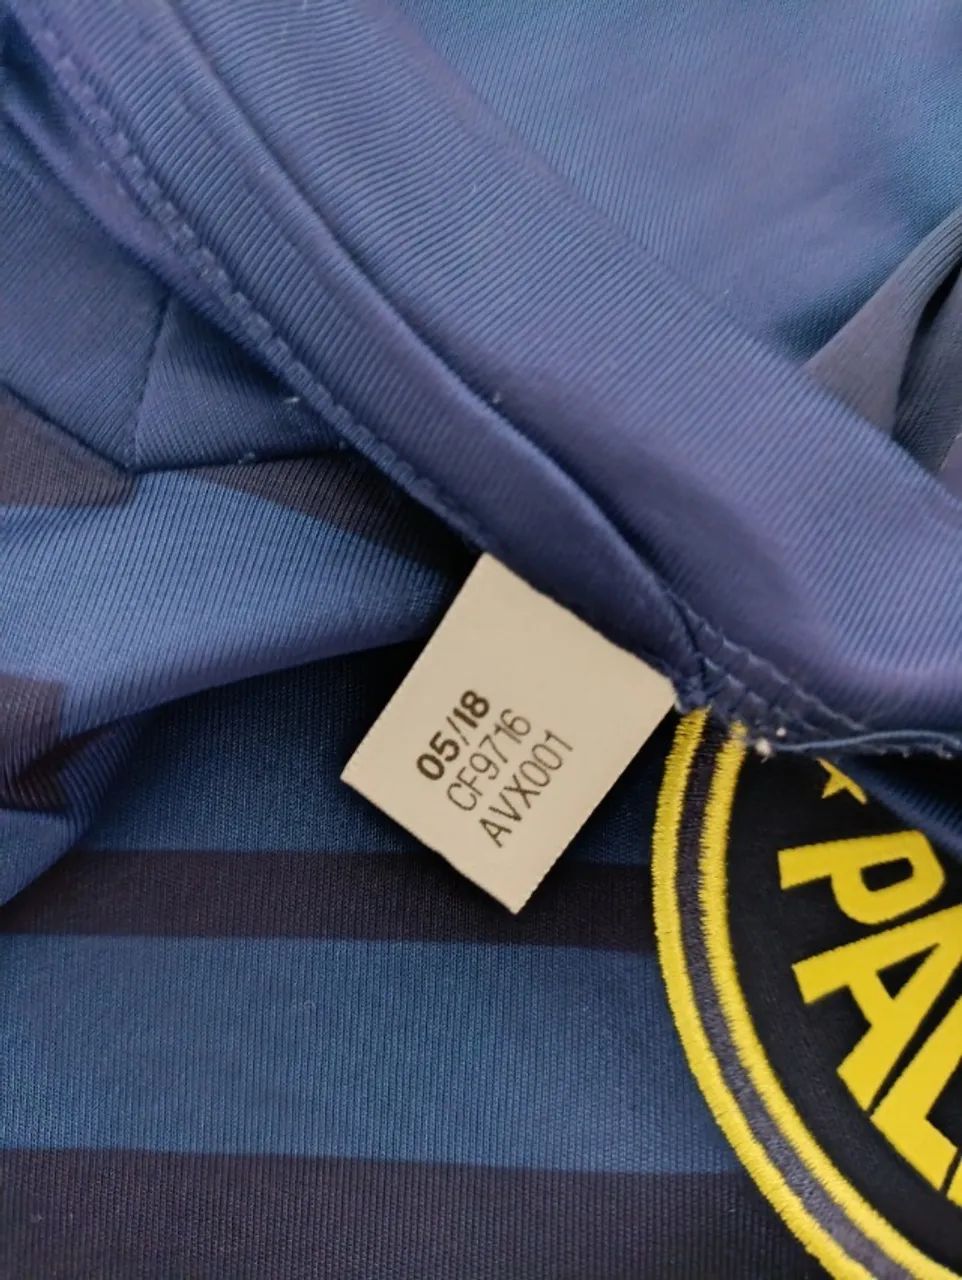 05/18
CF9716
AVX001
PAL